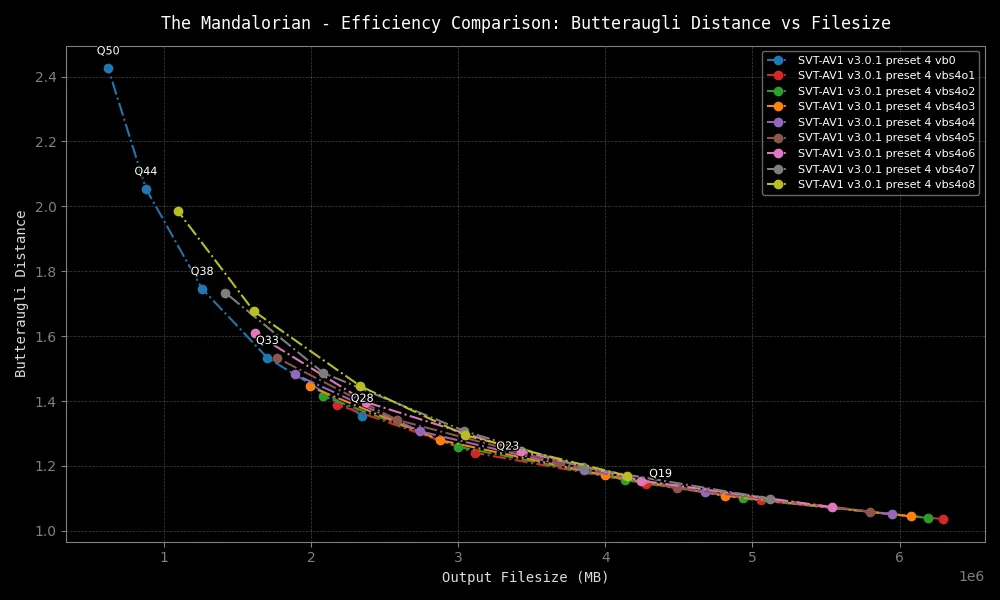 The Mandalorian - Efficiency Comparison: Butteraugli Distance vs Filesize
Q50
Q44
Q38
Q33
Q28
Q23
Q19
SVT-AV1 v3.0.1 preset 4 vb0
SVT-AV1 v3.0.1 preset 4 vbs4o1
SVT-AV1 v3.0.1 preset 4 vbs4o2
SVT-AV1 v3.0.1 preset 4 vbs4o3
SVT-AV1 v3.0.1 preset 4 vbs4o4
SVT-AV1 v3.0.1 preset 4 vbs4o5
SVT-AV1 v3.0.1 preset 4 vbs4o6
SVT-AV1 v3.0.1 preset 4 vbs4o7
SVT-AV1 v3.0.1 preset 4 vbs4o8
Butteraugli Distance
2.4
2.2
2.0
1.8
1.6
1.4
1.2
1.0
1 2 3 4 5 6
1e6
Output Filesize (MB)